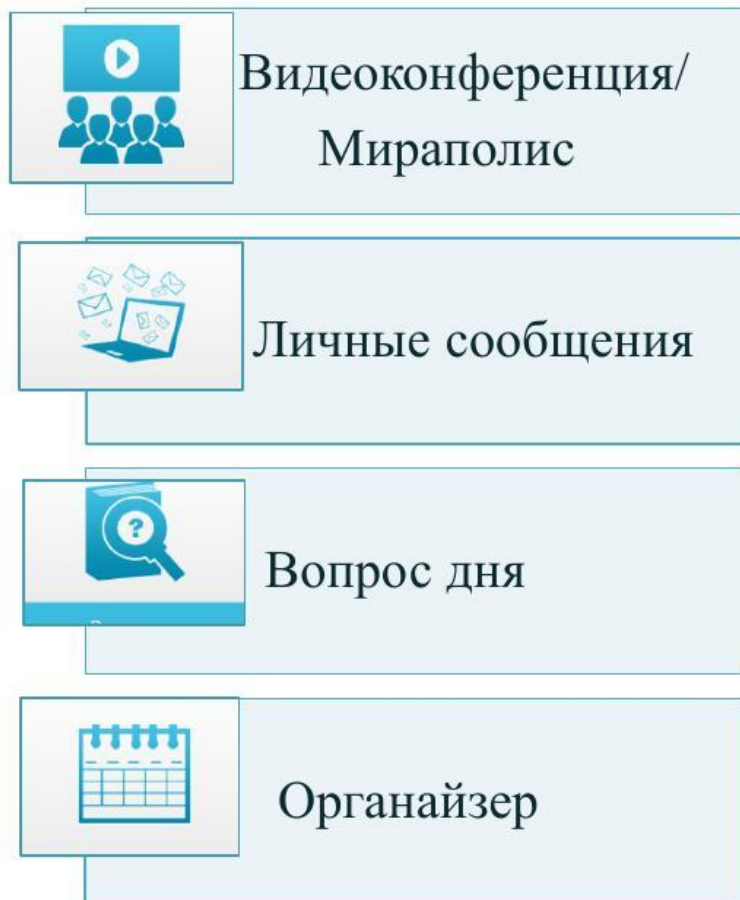 Видеоконференция/
Мираполис
Личные сообщения
?
Вопрос дня
Органайзер